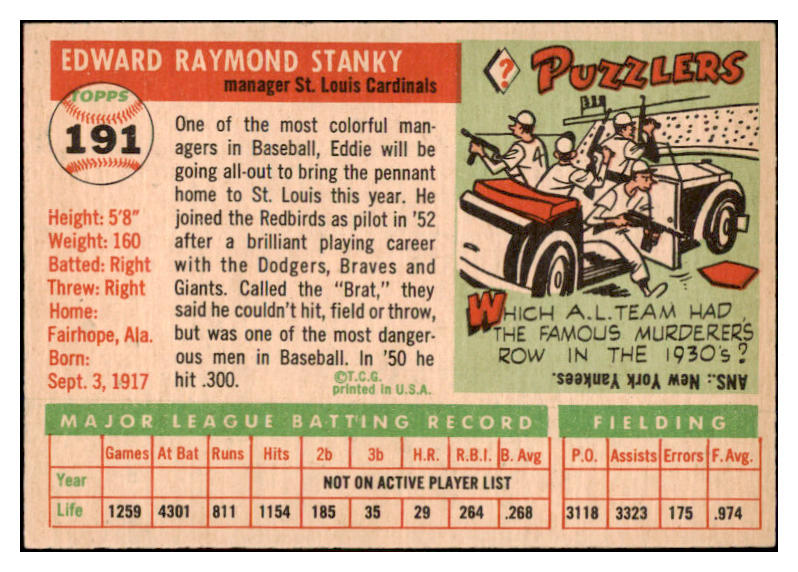 EDWARD RAYMOND STANKY
manager St. Louis Cardinals
TOPPS
191
Height: 5'8"
Weight: 160
Batted: Right
Threw: Right
Home:
Fairhope, Ala.
Born:
Sept. 3, 1917
One of the most colorful man-
agers in Baseball, Eddie will be
going all-out to bring the pennant
home to St. Louis this year. He
joined the Redbirds as pilot in '52
after a brilliant playing career
with the Dodgers, Braves and
Giants. Called the "Brat," they
said he couldn't hit, field or throw,
but was one of the most danger-
ous men in Baseball. In '50 he
hit .300.
©T.C.G.
printed in U.S.A.
?
PUZZLERS
4
WHICH A.L. TEAM HAD
THE FAMOUS MURDERERS
ROW IN THE 1930's?
ANS.: New York Yankees.
MAJOR LEAGUE BATTING RECORD
FIELDING
Games At Bat Runs Hits 2b 3b H.R. R.B.I. B. Avg P.O. Assists Errors F. Avg.
Year NOT ON ACTIVE PLAYER LIST
Life 1259 4301 811 1154 185 35 29 264 .268 3118 3323 175 .974